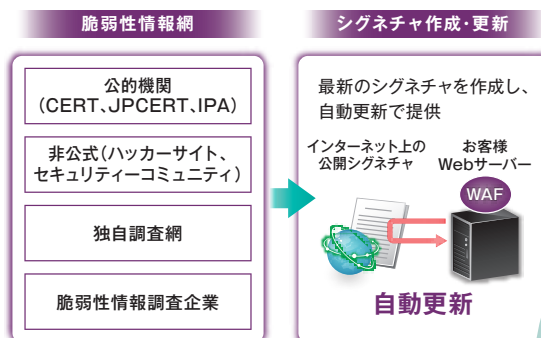 脆弱性情報網
公的機関
(CERT、JPCERT、IPA)
非公式(ハッカーサイト、
セキュリティーコミュニティ)
独自調査網
脆弱性情報調査企業
シグネチャ作成・更新
最新のシグネチャを作成し、
自動更新で提供
インターネット上の
公開シグネチャ
お客様
Webサーバー
WAF
自動更新